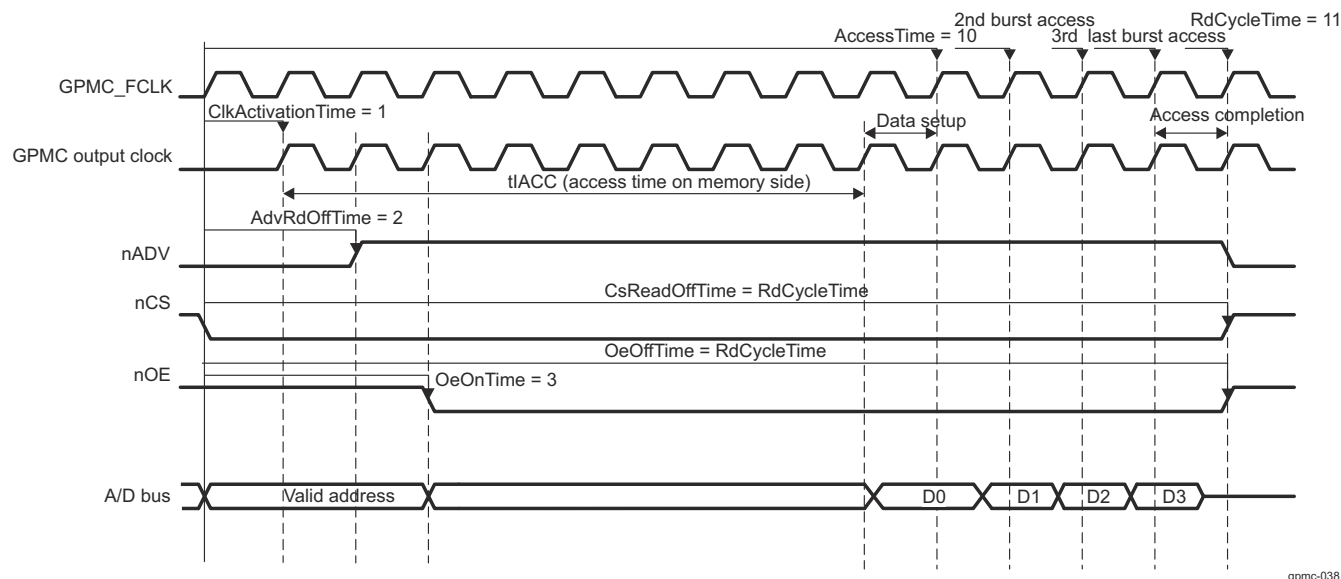 2nd burst access
RdCycleTime = 11
AccessTime = 10
3rd last burst access
GPMC_FCLK
ClkActivationTime = 1
Data setup
Access completion
GPMC output clock
tIACC (access time on memory side)
AdvRdOffTime = 2
nADV
CsReadOffTime = RdCycleTime
nCS
OeOffTime = RdCycleTime
nOE
OeOnTime = 3
A/D bus
Valid address
D0
D1
D2
D3
gpmc-038